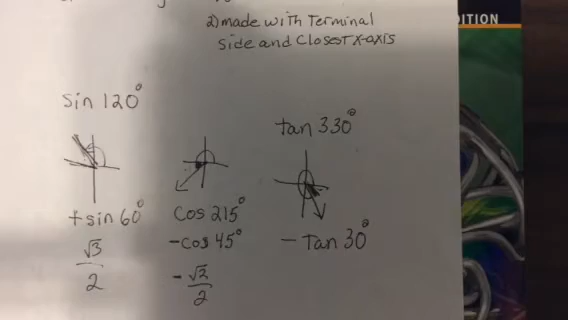 2) made with Terminal
side and Closest x-axis
ITION
sin 120°
tan 330°
+sin 60°
cos 215°
-cos 45°
- Tan 30°
√3
2
- √2
2